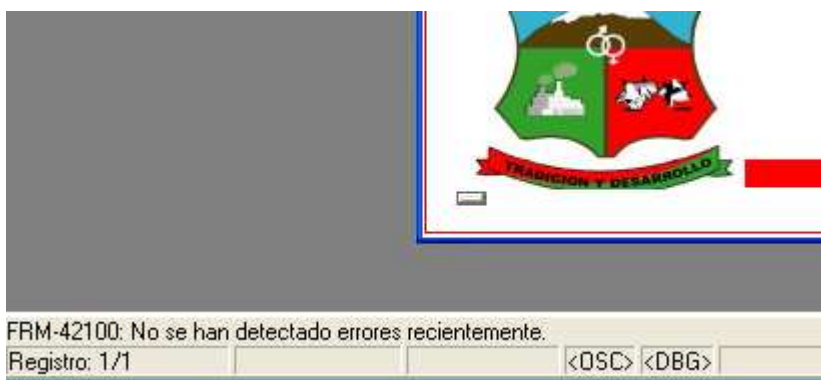 TRADICION Y DESARROLLO
FRM-42100: No se han detectado errores recientemente.
Registro: 1/1 <OSC> <DBG>